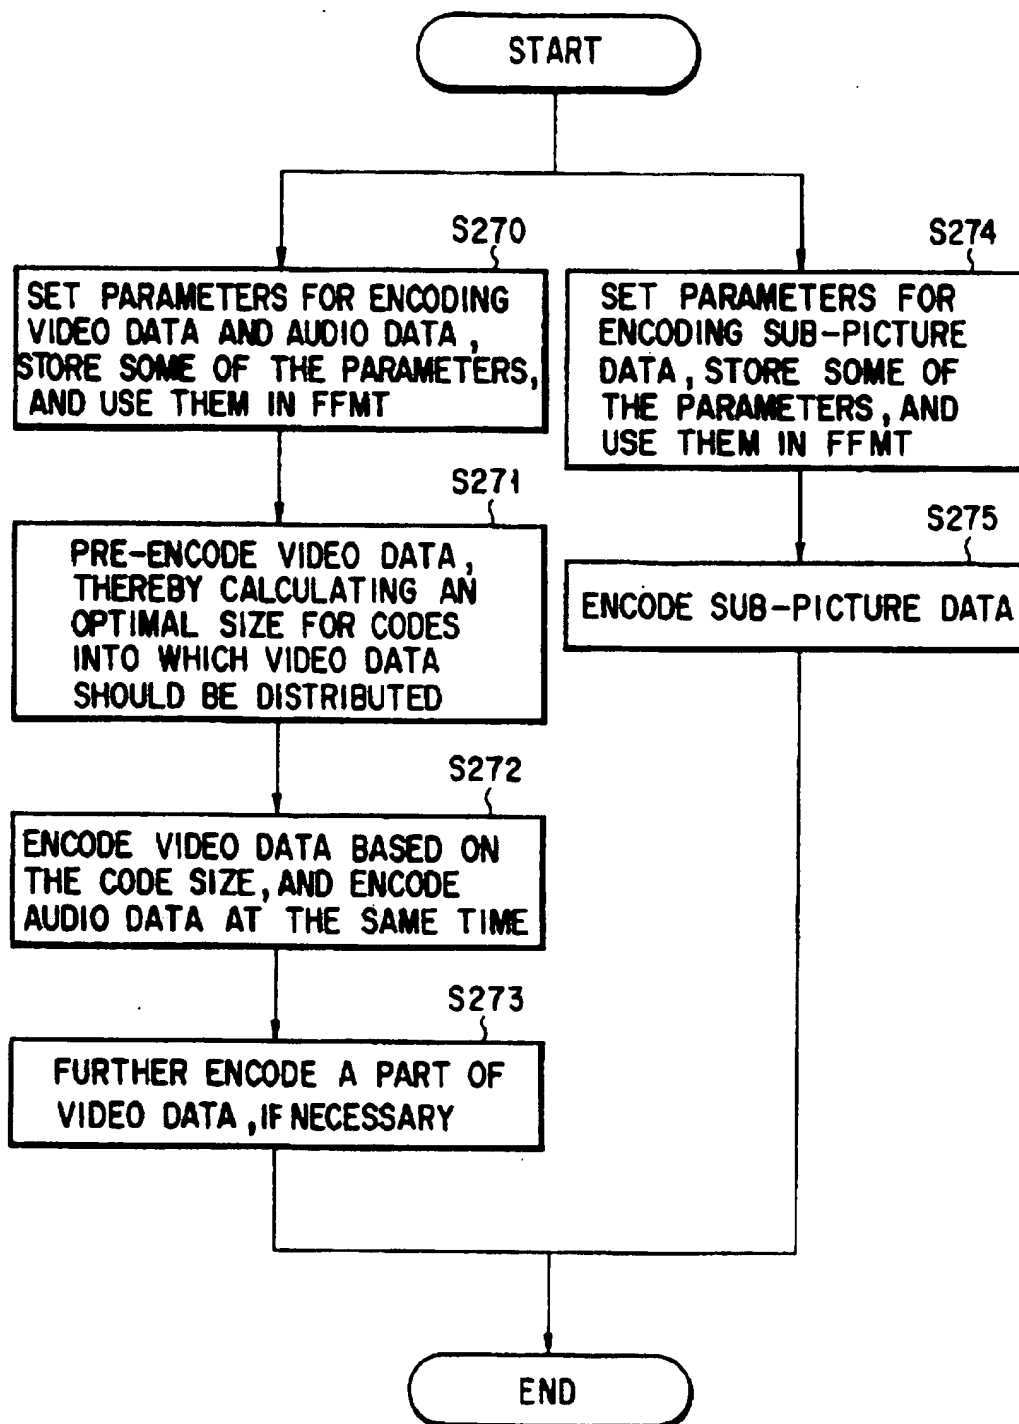 START
S270
SET PARAMETERS FOR ENCODING
VIDEO DATA AND AUDIO DATA,
STORE SOME OF THE PARAMETERS,
AND USE THEM IN FFMT
S271
PRE-ENCODE VIDEO DATA,
THEREBY CALCULATING AN
OPTIMAL SIZE FOR CODES
INTO WHICH VIDEO DATA
SHOULD BE DISTRIBUTED
S272
ENCODE VIDEO DATA BASED ON
THE CODE SIZE, AND ENCODE
AUDIO DATA AT THE SAME TIME
S273
FURTHER ENCODE A PART OF
VIDEO DATA, IF NECESSARY
S274
SET PARAMETERS FOR
ENCODING SUB-PICTURE
DATA, STORE SOME OF
THE PARAMETERS, AND
USE THEM IN FFMT
S275
ENCODE SUB-PICTURE DATA
END